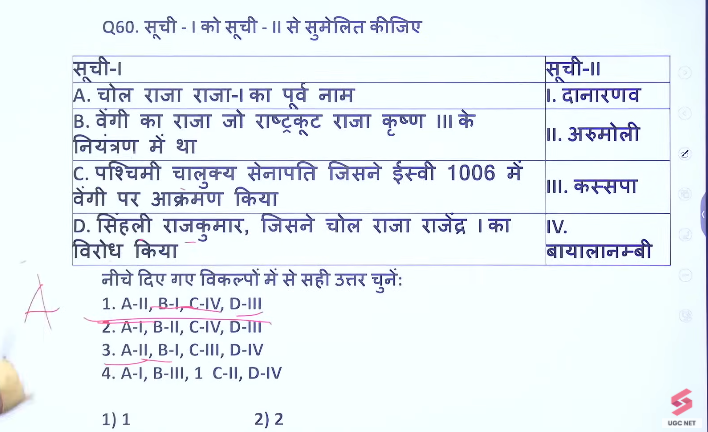 Q60. सूची - I को सूची - II से सुमेलित कीजिए
सूची-I
सूची-II
A. चोल राजा राजा-I का पूर्व नाम
I. दानारणव
B. वेंगी का राजा जो राष्ट्रकूट राजा कृष्ण III के
नियंत्रण में था
II. अरुमोली
C. पश्चिमी चालुक्य सेनापति जिसने ईस्वी 1006 में
वेंगी पर आक्रमण किया
III. कस्सपा
D. सिंहली राजकुमार, जिसने चोल राजा राजेंद्र I का
विरोध किया
IV.
बायालानम्बी
नीचे दिए गए विकल्पों में से सही उत्तर चुनें:
A
1. A-II, B-I, C-IV, D-III
2. A-I, B-II, C-IV, D-III
3. A-II, B-I, C-III, D-IV
4. A-I, B-III, 1 C-II, D-IV
1) 1
2) 2
UGC NET